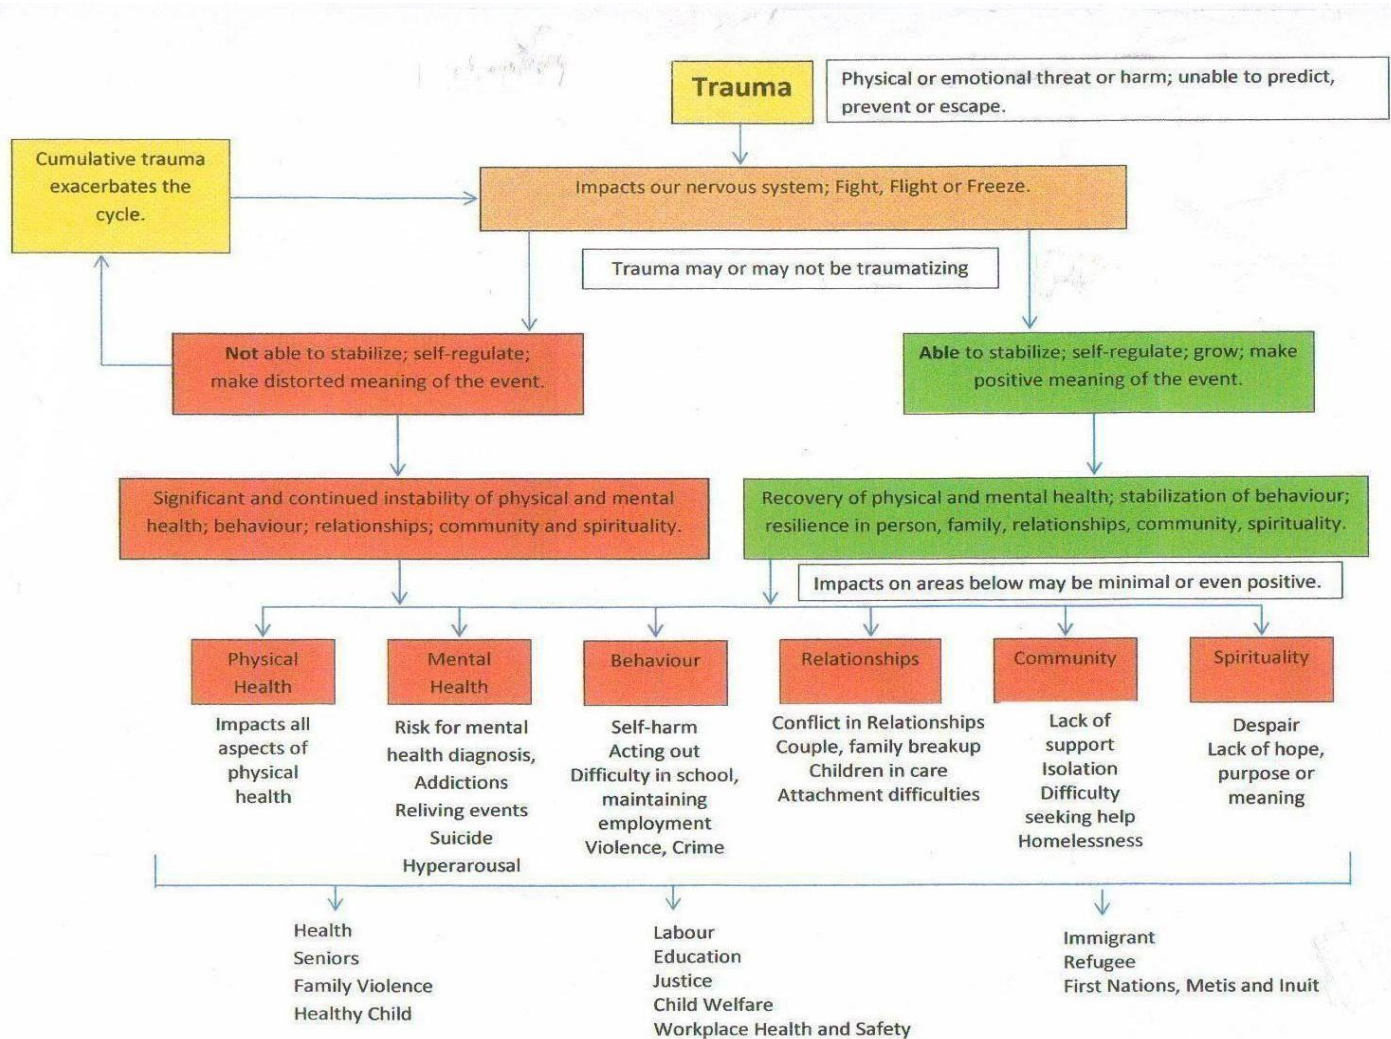 Trauma
Physical or emotional threat or harm; unable to predict,
prevent or escape.
Cumulative trauma
exacerbates the
cycle.
Impacts our nervous system; Fight, Flight or Freeze.
Trauma may or may not be traumatizing
Not able to stabilize; self-regulate;
make distorted meaning of the event.
Able to stabilize; self-regulate; grow; make
positive meaning of the event.
Significant and continued instability of physical and mental
health; behaviour; relationships; community and spirituality.
Recovery of physical and mental health; stabilization of behaviour;
resilience in person, family, relationships, community, spirituality.
Impacts on areas below may be minimal or even positive.
Physical
Health
Impacts all
aspects of
physical
health
Mental
Health
Risk for mental
health diagnosis,
Addictions
Reliving events
Suicide
Hyperarousal
Behaviour
Self-harm
Acting out
Difficulty in school,
maintaining
employment
Violence, Crime
Relationships
Conflict in Relationships
Couple, family breakup
Children in care
Attachment difficulties
Community
Lack of
support
Isolation
Difficulty
seeking help
Homelessness
Spirituality
Despair
Lack of hope,
purpose or
meaning
Health
Seniors
Family Violence
Healthy Child
Labour
Education
Justice
Child Welfare
Workplace Health and Safety
Immigrant
Refugee
First Nations, Metis and Inuit